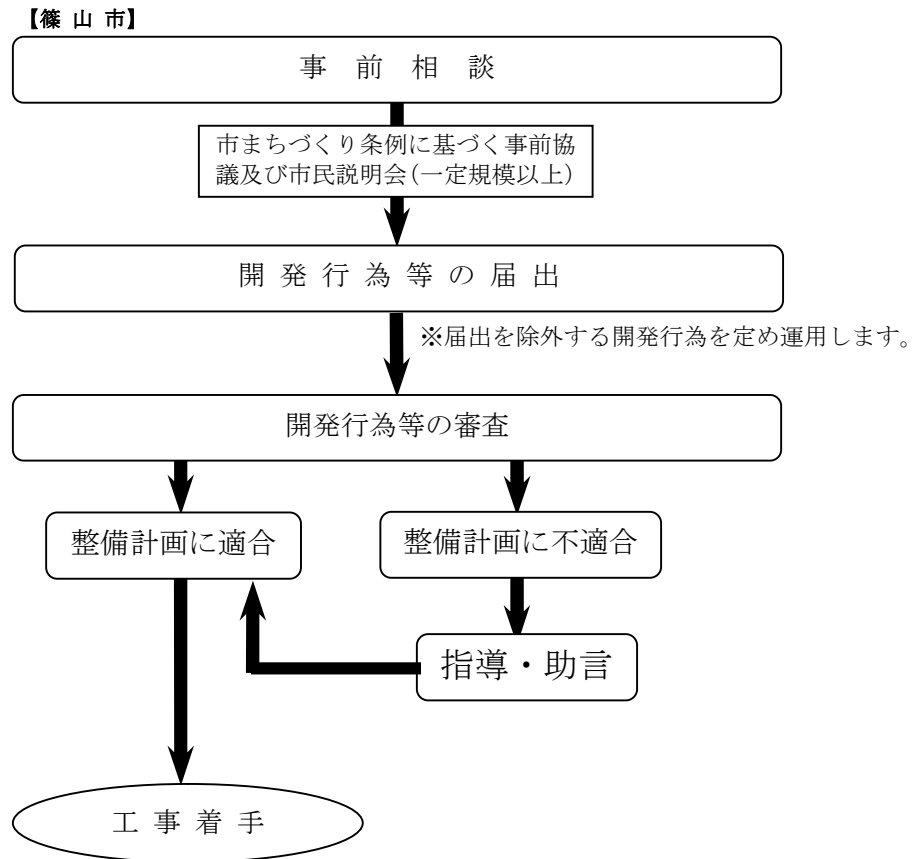 【篠 山 市】
事 前 相 談
市まちづくり条例に基づく事前協
議及び市民説明会(一定規模以上)
開 発 行 為 等 の 届 出
※届出を除外する開発行為を定め運用します。
開発行為等の審査
整備計画に適合
整備計画に不適合
指導・助言
工 事 着 手